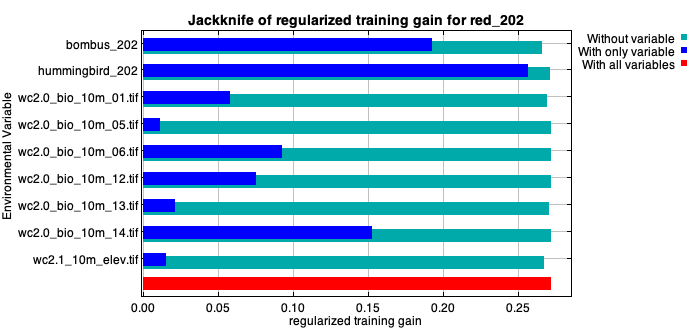 Jackknife of regularized training gain for red_202
bombus_202
hummingbird_202
wc2.0_bio_10m_01.tif
wc2.0_bio_10m_05.tif
wc2.0_bio_10m_06.tif
wc2.0_bio_10m_12.tif
wc2.0_bio_10m_13.tif
wc2.0_bio_10m_14.tif
wc2.1_10m_elev.tif
Environmental Variable
0.00 0.05 0.10 0.15 0.20 0.25
regularized training gain
Without variable
With only variable
With all variables